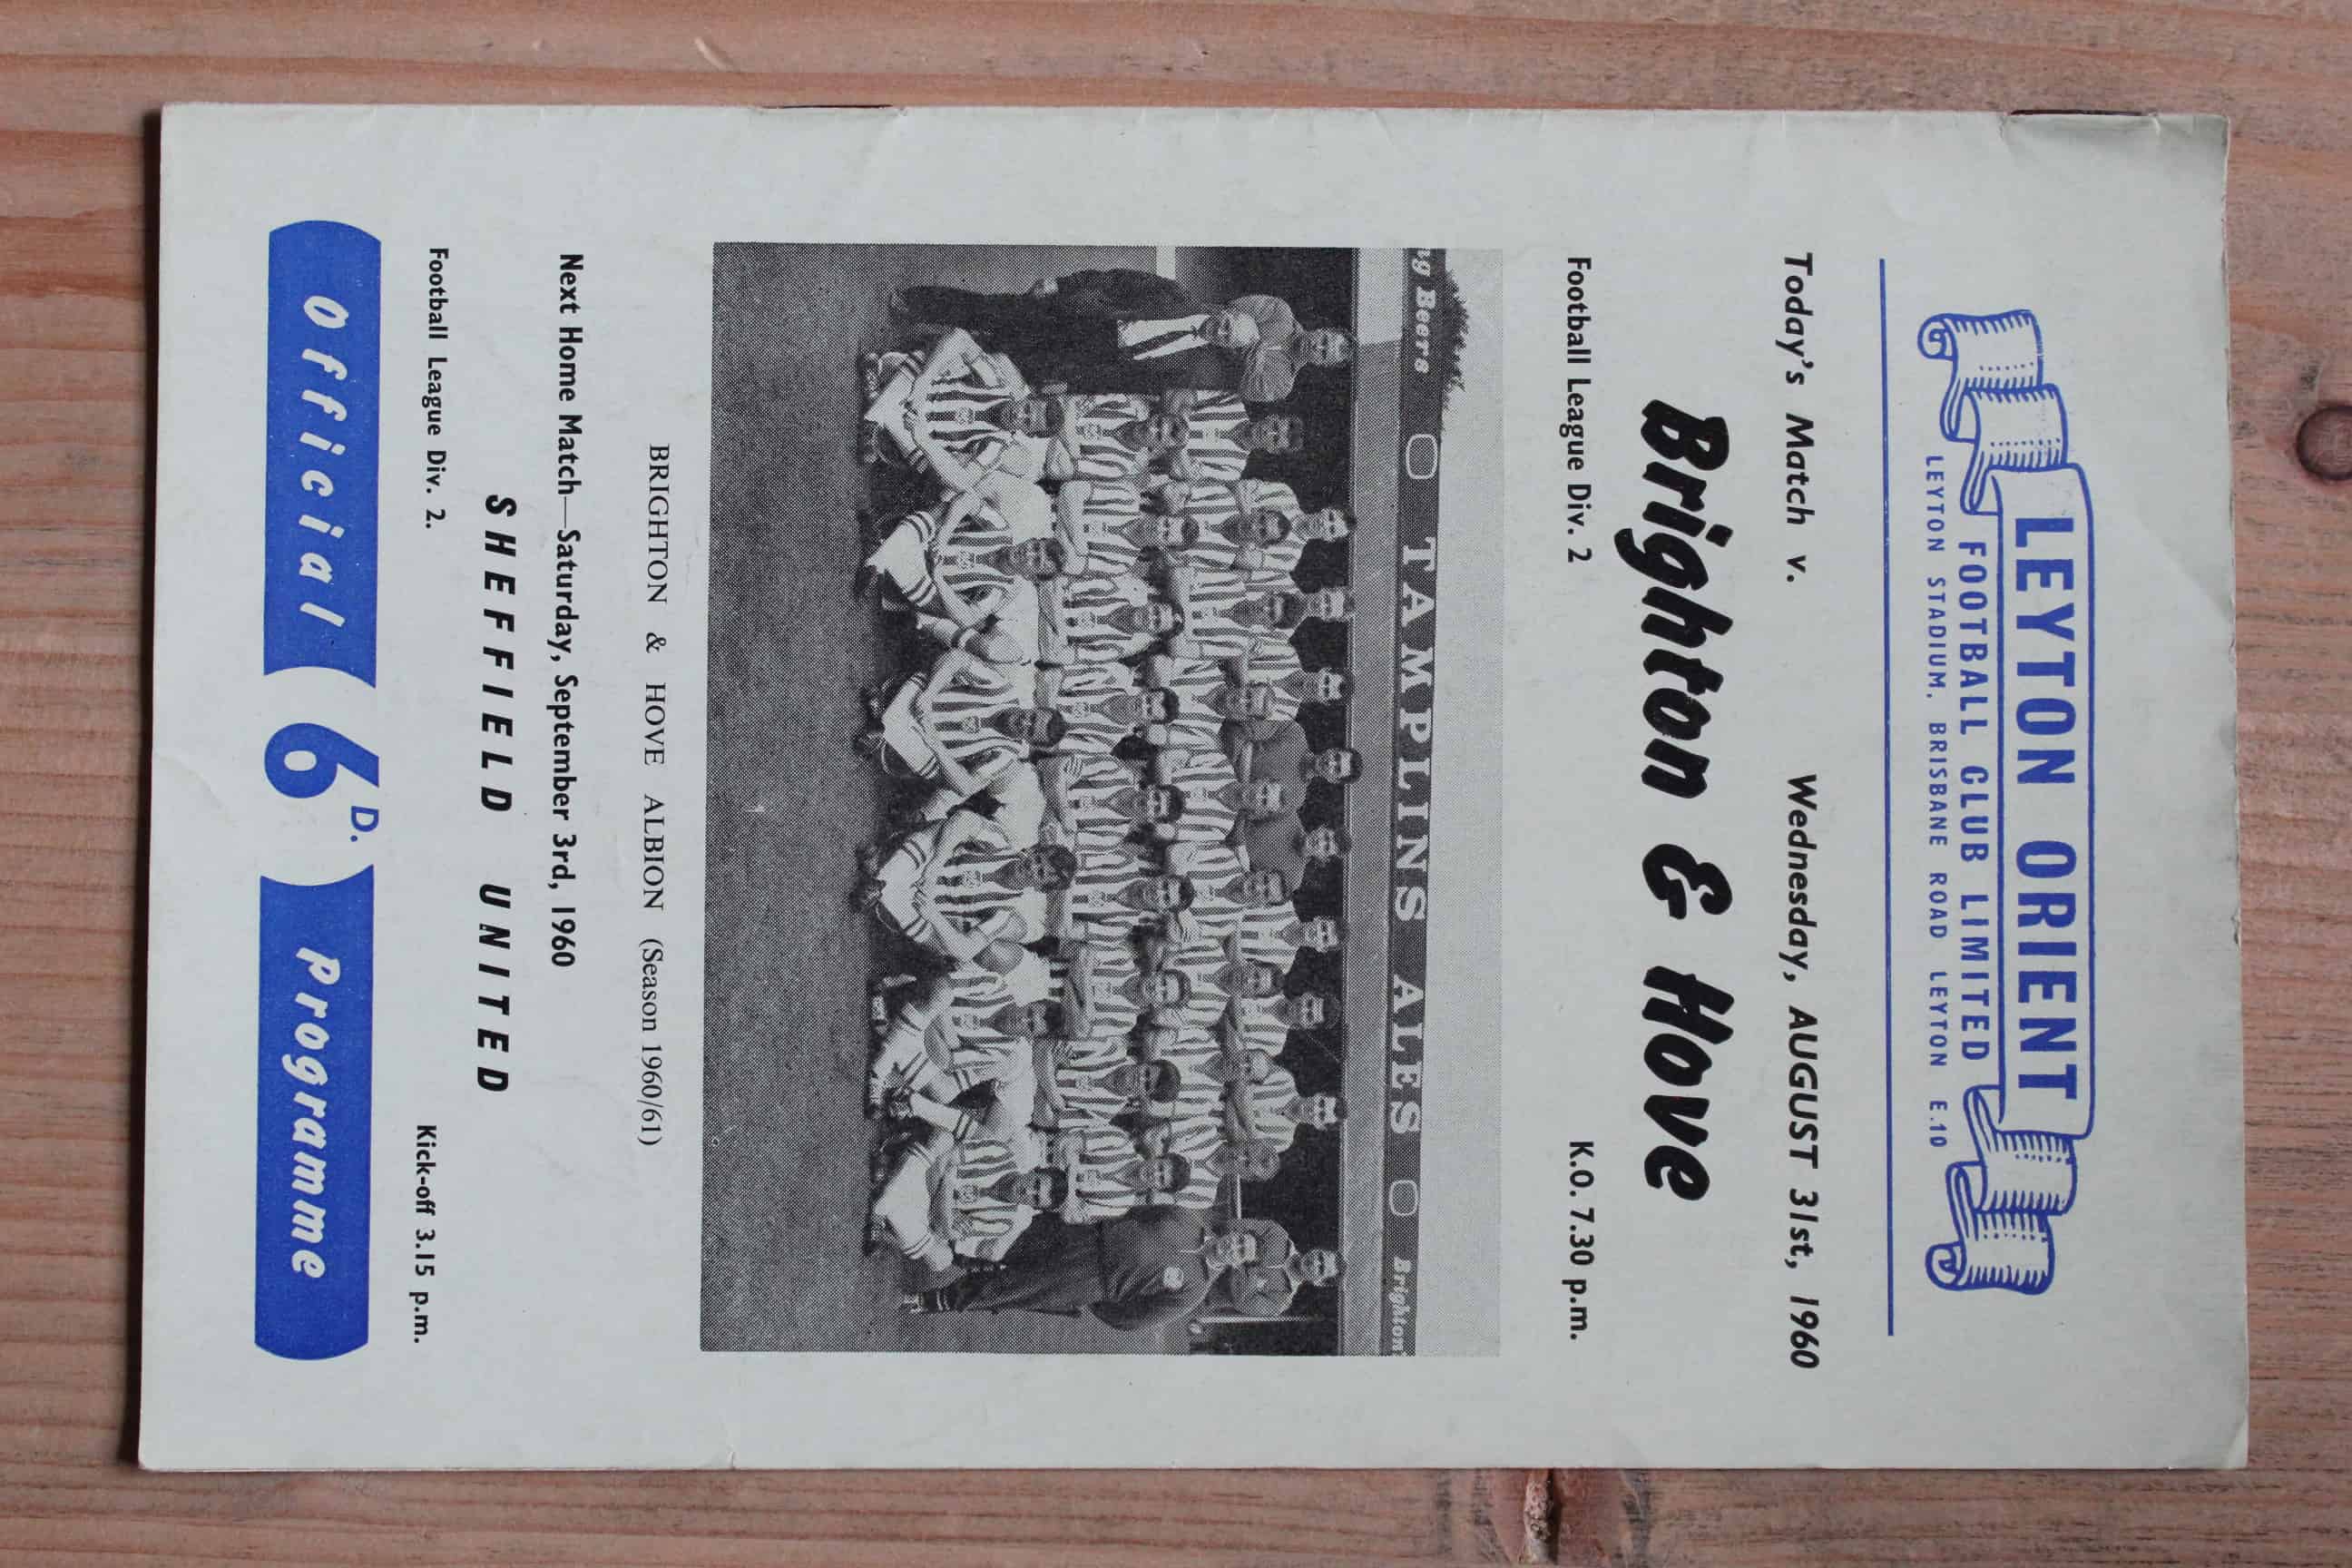 LEYTON ORIENT
FOOTBALL CLUB LIMITED
LEYTON STADIUM, BRISBANE ROAD LEYTON E.10
Today's Match v. Wednesday, AUGUST 31st, 1960
Brighton & Hove
Football League Div. 2 K.O. 7.30 p.m.
g Beers TAMPLINS ALES Brighton
BRIGHTON & HOVE ALBION (Season 1960/61)
Next Home Match—Saturday, September 3rd, 1960
SHEFFIELD UNITED
Football League Div. 2. Kick-off 3.15 p.m.
Official 6D. Programme